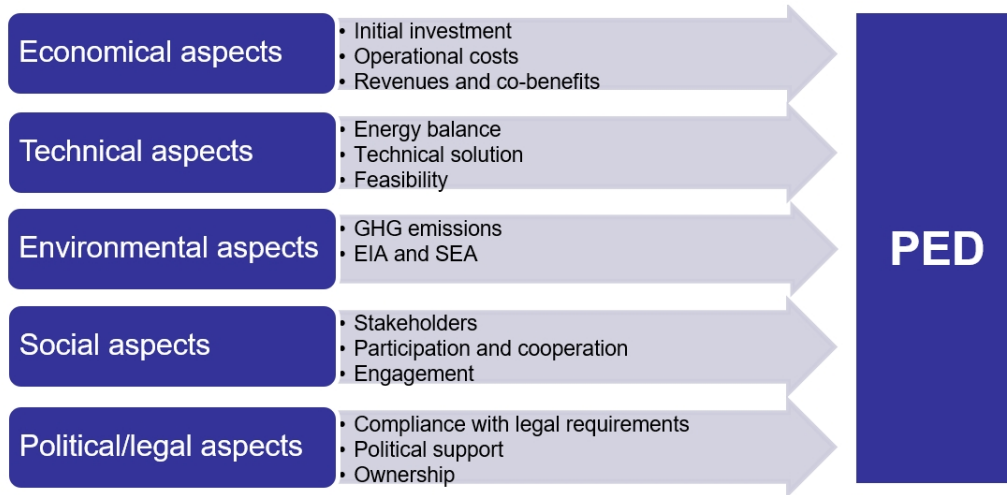 Economical aspects
• Initial investment
• Operational costs
• Revenues and co-benefits
Technical aspects
• Energy balance
• Technical solution
• Feasibility
Environmental aspects
• GHG emissions
• EIA and SEA
Social aspects
• Stakeholders
• Participation and cooperation
• Engagement
Political/legal aspects
• Compliance with legal requirements
• Political support
• Ownership
PED